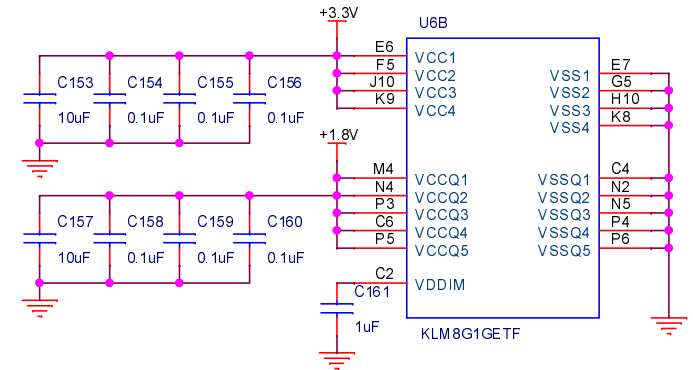 +3.3V
U6B
E6 VCC1
F5 VCC2
J10 VCC3
K9 VCC4
VSS1 E7
VSS2 G5
VSS3 H10
VSS4 K8
C153 C154 C155 C156
10uF 0.1uF 0.1uF 0.1uF
+1.8V
M4 VCCQ1
N4 VCCQ2
P3 VCCQ3
C6 VCCQ4
P5 VCCQ5
VSSQ1 C4
VSSQ2 N2
VSSQ3 N5
VSSQ4 P4
VSSQ5 P6
C157 C158 C159 C160
10uF 0.1uF 0.1uF 0.1uF
C2 VDDIM
C161
1uF
KLM8G1GETF